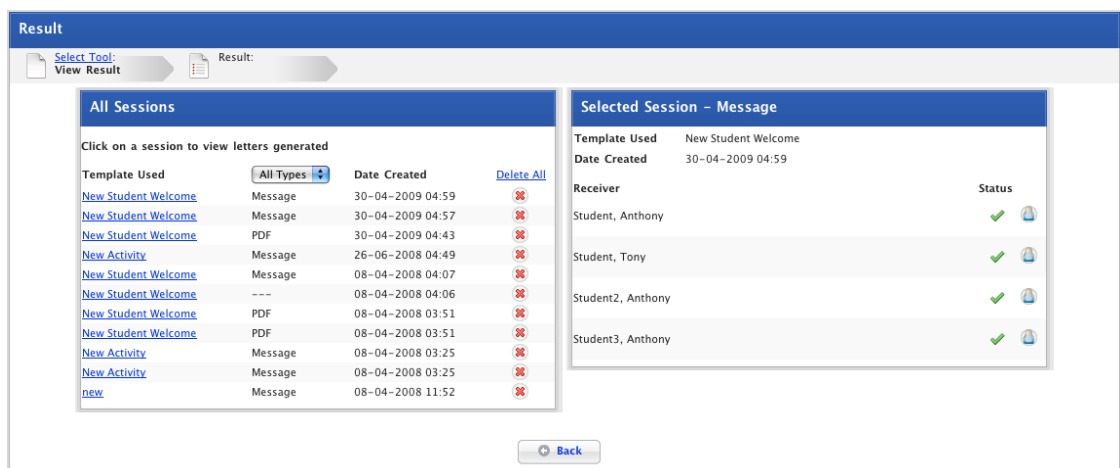 Result
Select Tool:
View Result
Result:
All Sessions
Click on a session to view letters generated
Template Used All Types Date Created Delete All
New Student Welcome Message 30-04-2009 04:59
New Student Welcome Message 30-04-2009 04:57
New Student Welcome PDF 30-04-2009 04:43
New Activity Message 26-06-2008 04:49
New Student Welcome Message 08-04-2008 04:07
New Student Welcome --- 08-04-2008 04:06
New Student Welcome PDF 08-04-2008 03:51
New Student Welcome PDF 08-04-2008 03:51
New Activity Message 08-04-2008 03:25
New Activity Message 08-04-2008 03:25
new Message 08-04-2008 11:52
Selected Session - Message
Template Used New Student Welcome
Date Created 30-04-2009 04:59
Receiver Status
Student, Anthony
Student, Tony
Student2, Anthony
Student3, Anthony
Back